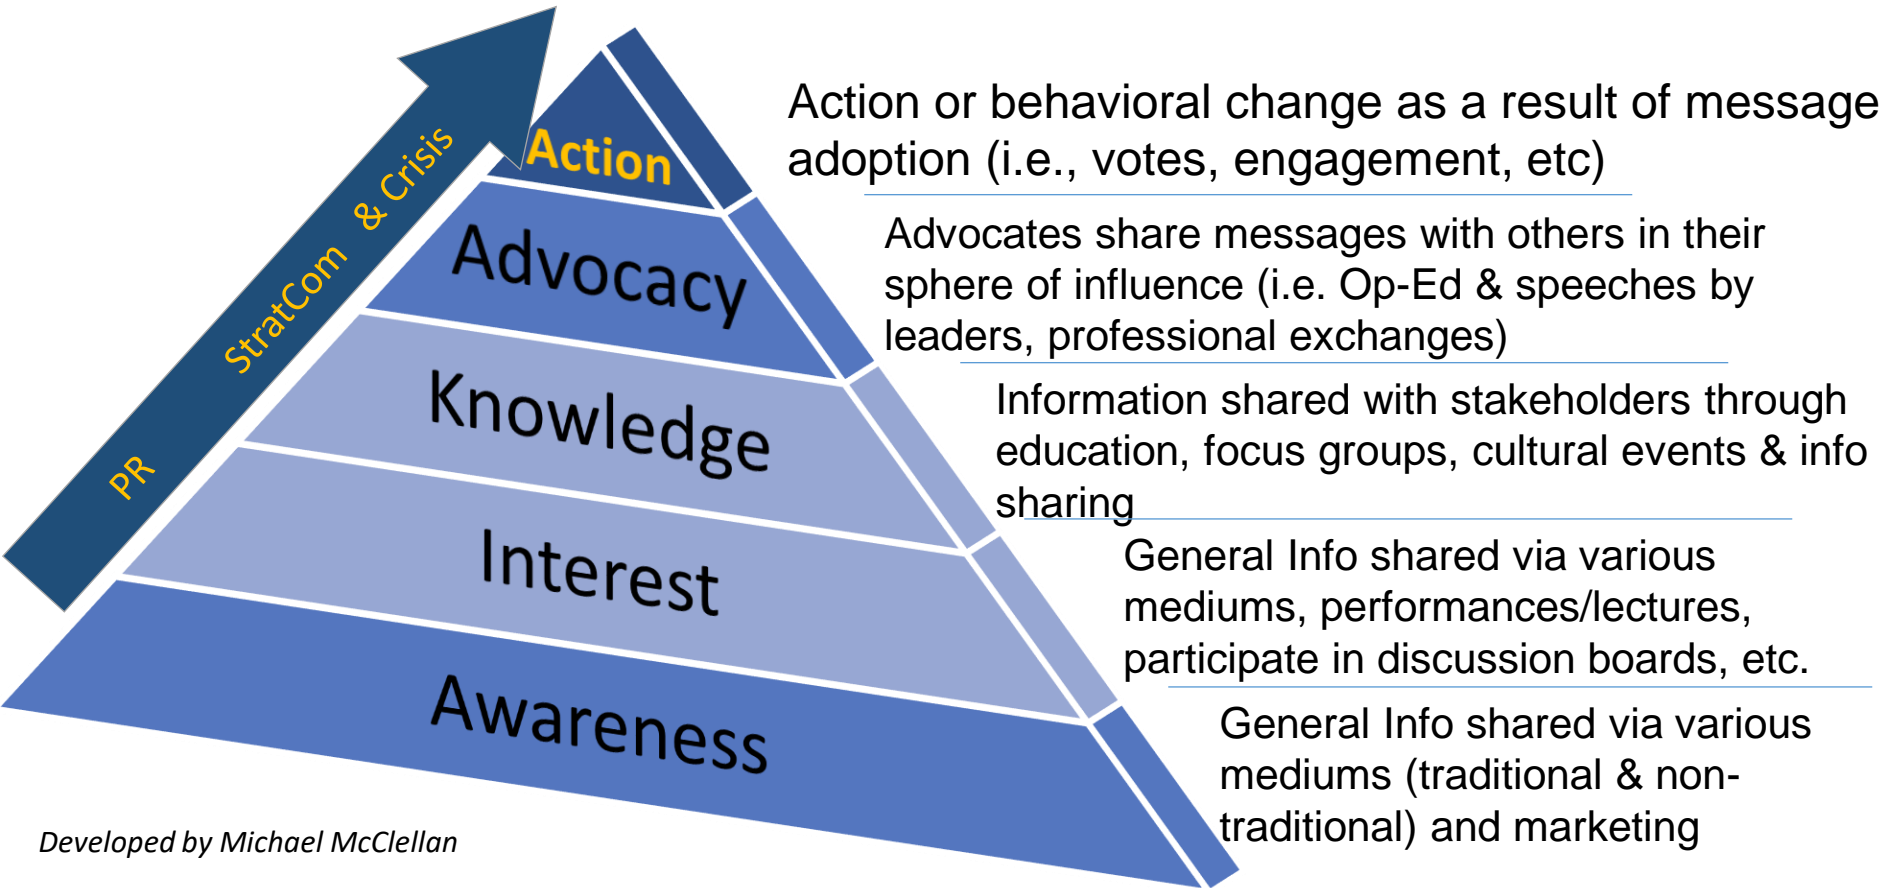 Action or behavioral change as a result of message
adoption (i.e., votes, engagement, etc)
Advocates share messages with others in their
sphere of influence (i.e. Op-Ed & speeches by
leaders, professional exchanges)
Information shared with stakeholders through
education, focus groups, cultural events & info
sharing
General Info shared via various
mediums, performances/lectures,
participate in discussion boards, etc.
General Info shared via various
mediums (traditional & non-
traditional) and marketing
Action
Advocacy
Knowledge
Interest
Awareness
PR StratCom & Crisis
Developed by Michael McClellan